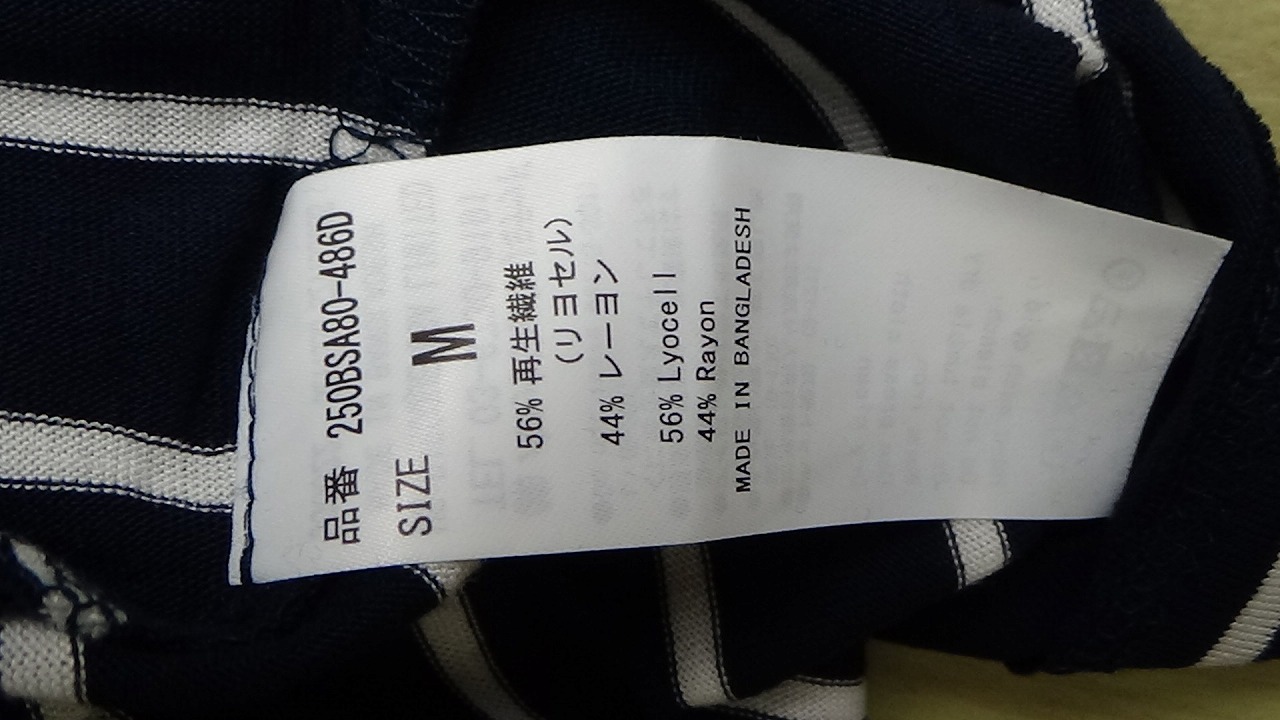 品番 250BSA80-486D
SIZE M
56% 再生繊維
(リヨセル)
44% レーヨン
56% Lyocell
44% Rayon
MADE IN BANGLADESH